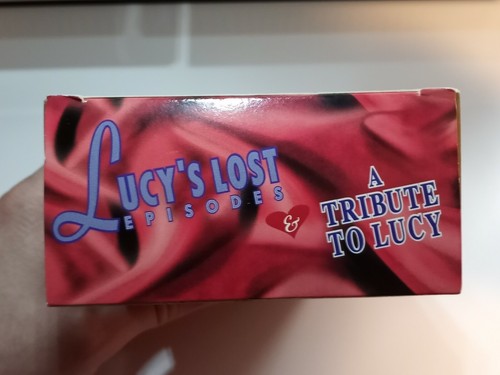 LUCY'S LOST
EPISODES
&
A
TRIBUTE
TO LUCY